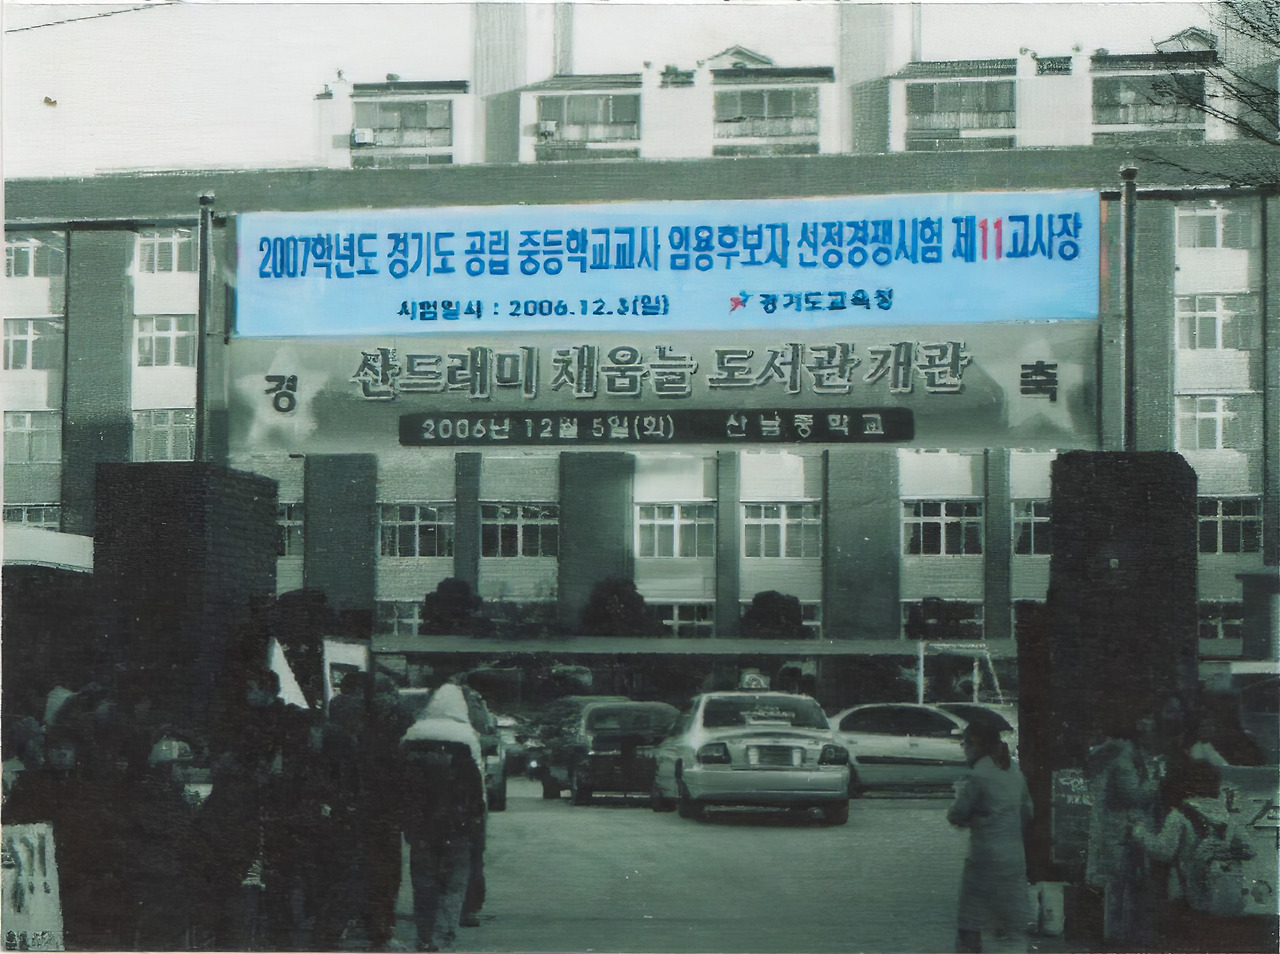 2007학년도 경기도 공립 중등학교교사 임용후보자 선정경쟁시험 제11고사장
시험일시 : 2006.12.3(일) 경기도교육청
경 산드래미 채움늘 도서관 개관 축
2006년 12월 5일(화) 산남중학교